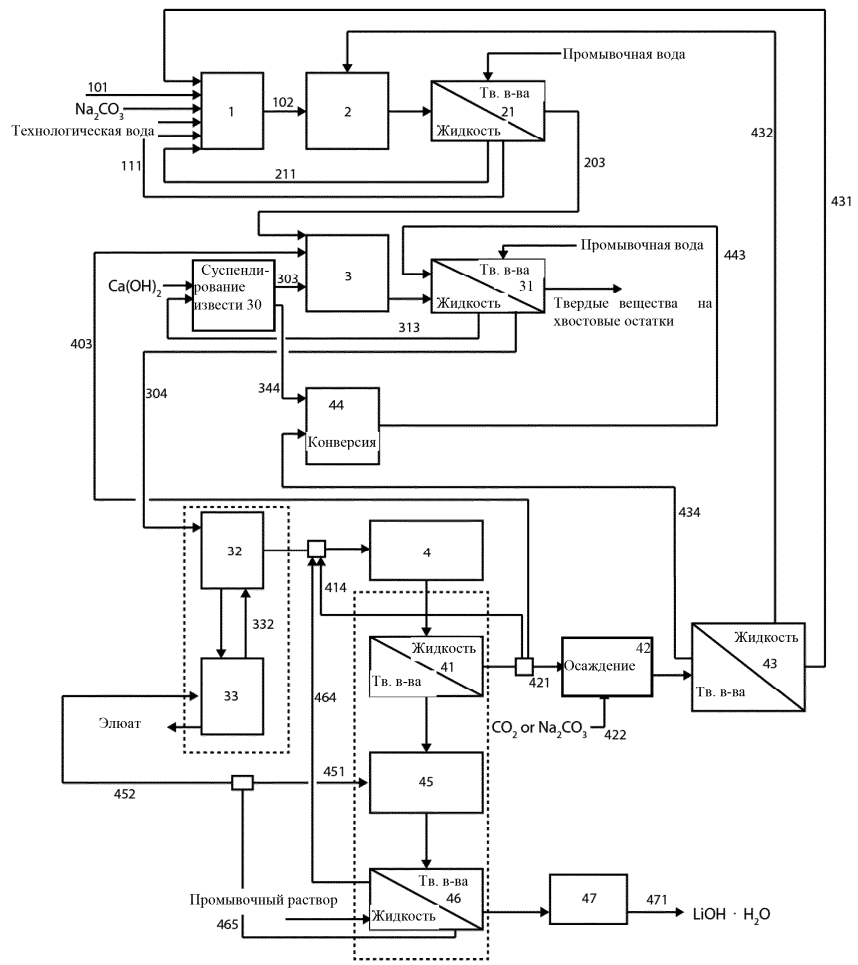 Промывочная вода
101
Na₂CO₃
Технологическая вода
1
102
2
Тв. в-ва
21
Жидкость
111
211
203
432
431
Промывочная вода
443
Суспенди-
рование
извести 30
Ca(OH)₂
303
3
Тв. в-ва
31
Жидкость
Твердые вещества на
хвостовые остатки
313
403
304
344
44
Конверсия
434
32
4
414
332
Жидкость
41
Тв. в-ва
42
Осаждение
421
Жидкость
43
Тв. в-ва
33
464
Элюат
CO₂ or Na₂CO₃
422
451
452
45
Тв. в-ва
46
Жидкость
Промывочный раствор
465
47
471
LiOH · H₂O